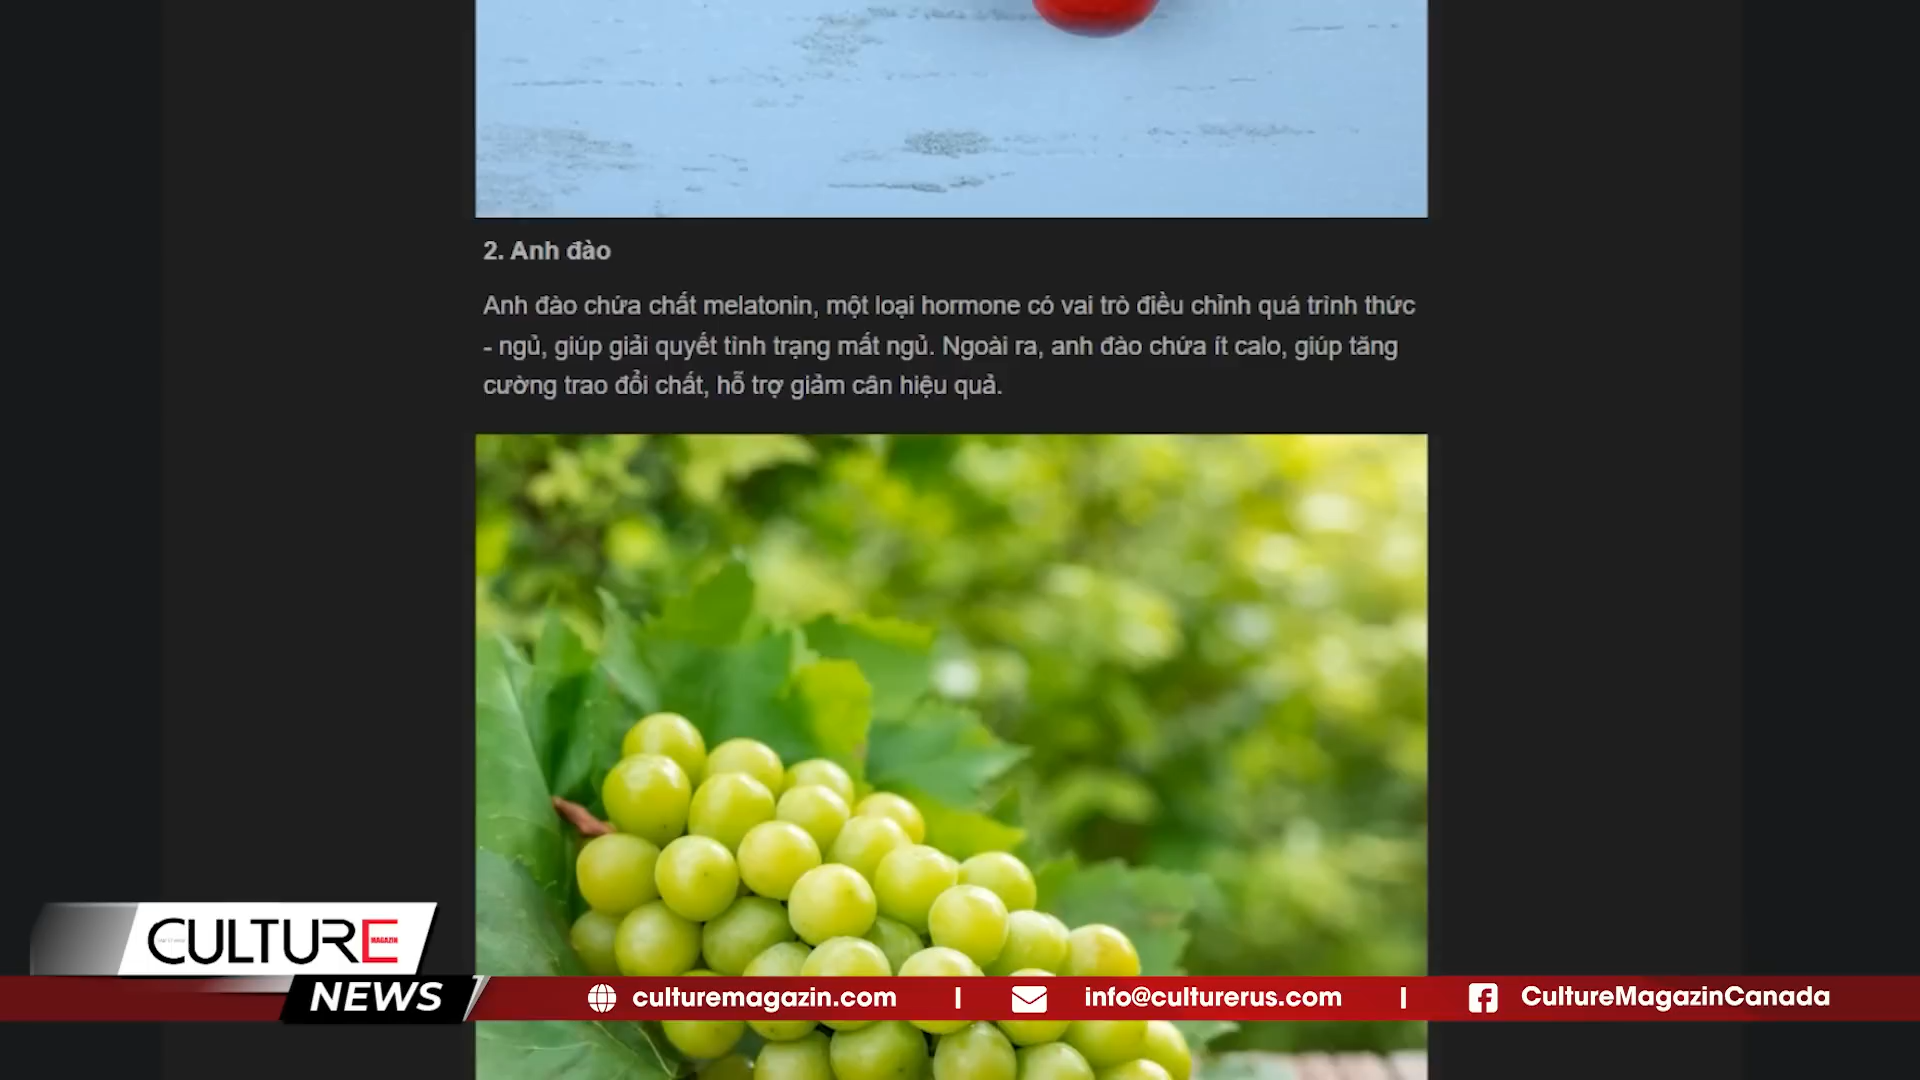 2. Anh đào
Anh đào chứa chất melatonin, một loại hormone có vai trò điều chỉnh quá trình thức
- ngủ, giúp giải quyết tình trạng mất ngủ. Ngoài ra, anh đào chứa ít calo, giúp tăng
cường trao đổi chất, hỗ trợ giảm cân hiệu quả.
CULTURE MAGAZIN
NEWS
culturemagazin.com | info@culturerus.com | CultureMagazinCanada